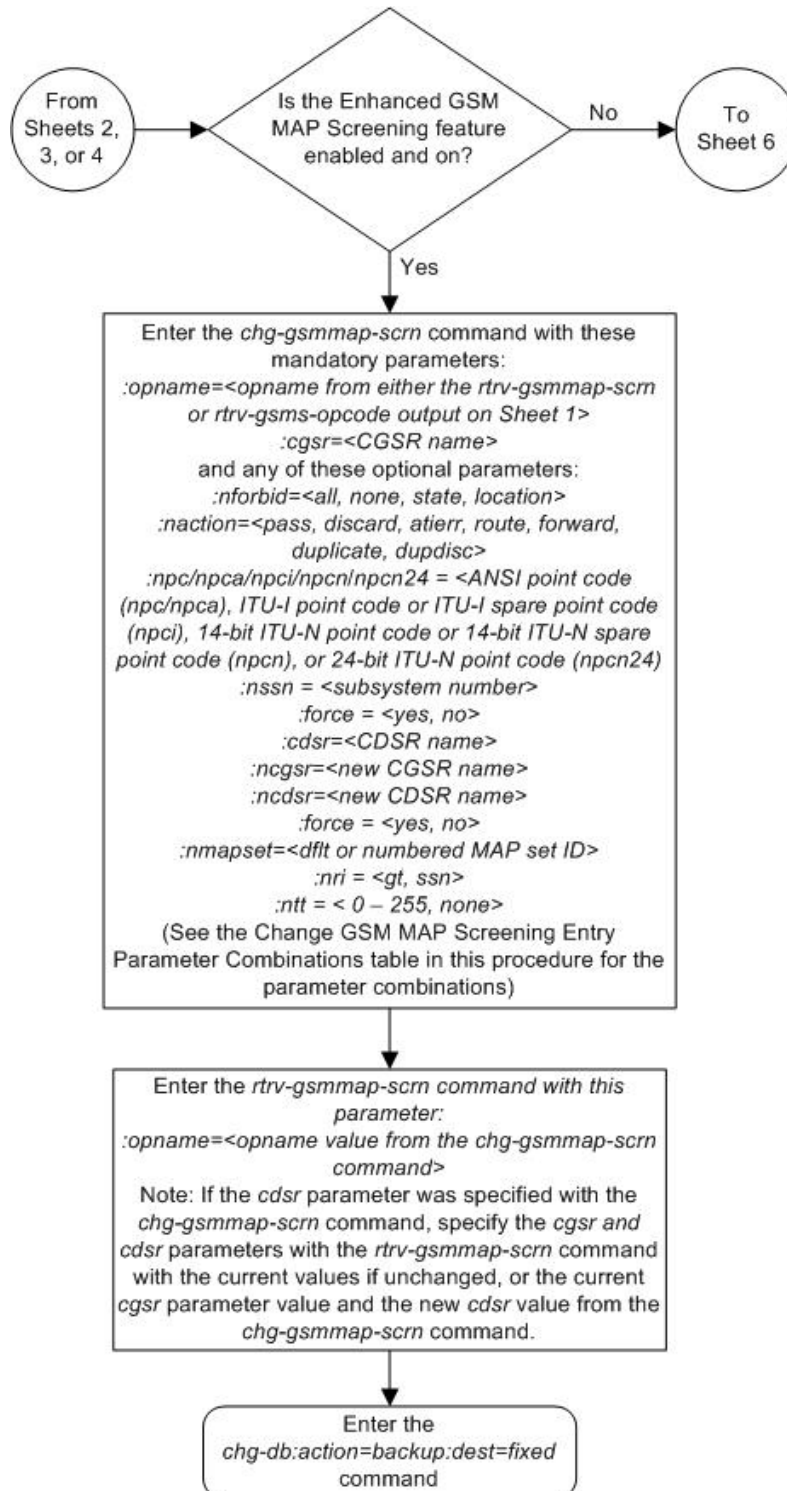 From
Sheets 2,
3, or 4
Is the Enhanced GSM
MAP Screening feature
enabled and on?
No
To
Sheet 6
Yes
Enter the chg-gsmmap-scrn command with these
mandatory parameters:
:opname=<opname from either the rtrv-gsmmap-scrn
or rtrv-gsms-opcode output on Sheet 1>
:cgsr=<CGSR name>
and any of these optional parameters:
:nforbid=<all, none, state, location>
:naction=<pass, discard, atierr, route, forward,
duplicate, dupdisc>
:npc/npca/npci/npcn/npcn24 = <ANSI point code
(npc/npca), ITU-I point code or ITU-I spare point code
(npci), 14-bit ITU-N point code or 14-bit ITU-N spare
point code (npcn), or 24-bit ITU-N point code (npcn24)
:nssn = <subsystem number>
:force = <yes, no>
:cdsr=<CDSR name>
:ncgsr=<new CGSR name>
:ncdsr=<new CDSR name>
:force = <yes, no>
:nmapset=<dflt or numbered MAP set ID>
:nri = <gt, ssn>
:ntt = < 0 – 255, none>
(See the Change GSM MAP Screening Entry
Parameter Combinations table in this procedure for the
parameter combinations)
Enter the rtrv-gsmmap-scrn command with this
parameter:
:opname=<opname value from the chg-gsmmap-scrn
command>
Note: If the cdsr parameter was specified with the
chg-gsmmap-scrn command, specify the cgsr and
cdsr parameters with the rtrv-gsmmap-scrn command
with the current values if unchanged, or the current
cgsr parameter value and the new cdsr value from the
chg-gsmmap-scrn command.
Enter the
chg-db:action=backup:dest=fixed
command